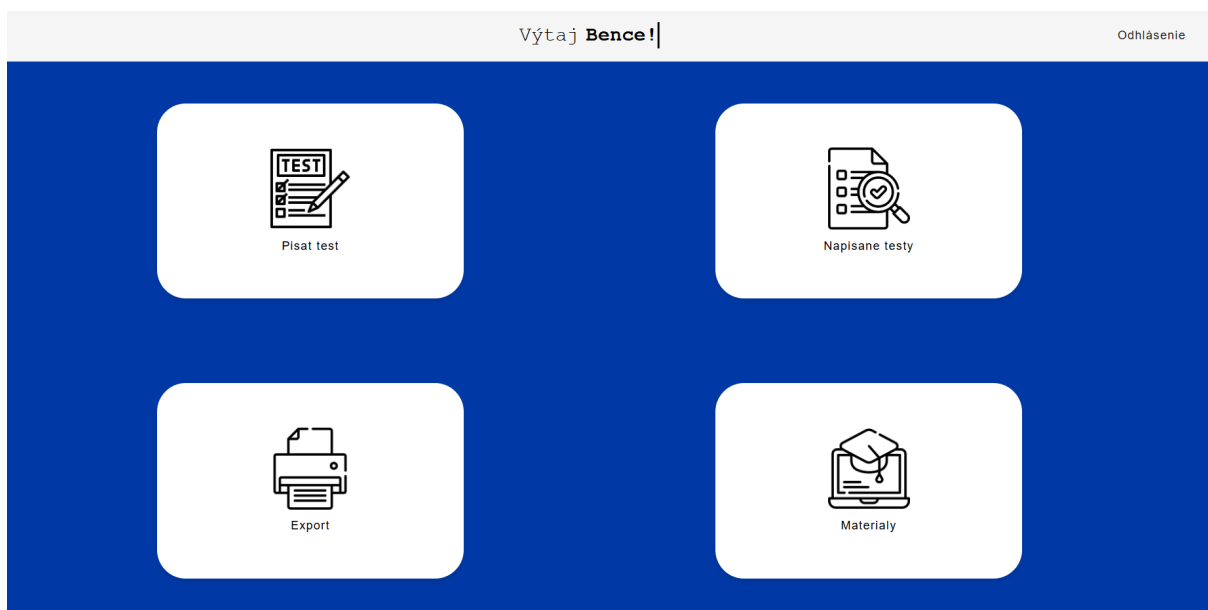 Výtaj Bence!
Odhlásenie
TEST
Pisat test
Napisane testy
Export
Materialy